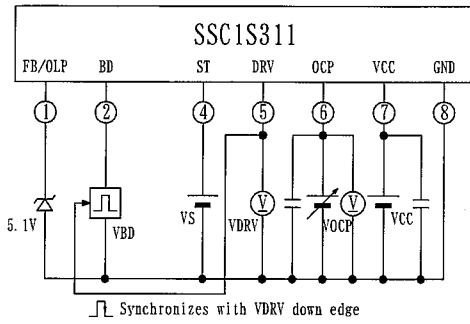 SSC1S311
FB/OLP BD ST DRV OCP VCC GND
1 2 4 5 6 7 8
5.1V
VBD
VS
VDRV
V
VOCP
V
VCC
Synchronizes with VDRV down edge